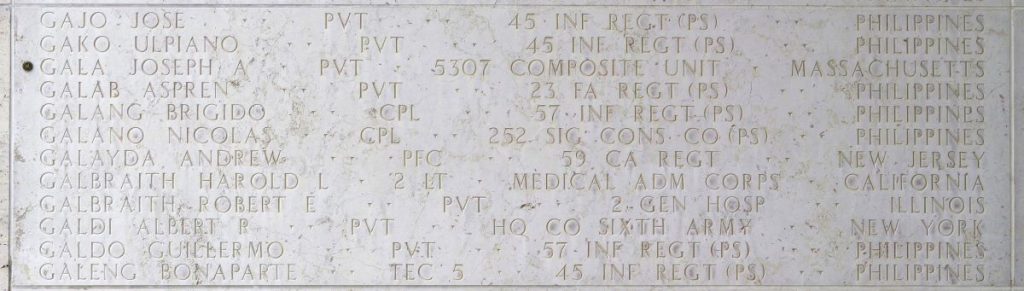 GAJO JOSE PVT 45 INF REGT (PS) PHILIPPINES
GAKO ULPIANO PVT 45 INF REGT (PS) PHILIPPINES
GALA JOSEPH A PVT 5307 COMPOSITE UNIT MASSACHUSETTS
GALAB ASPREN PVT 23 FA REGT (PS) PHILIPPINES
GALANG BRIGIDO CPL 57 INF REGT (PS) PHILIPPINES
GALANO NICOLAS CPL 252 SIG CONS CO (PS) PHILIPPINES
GALAYDA ANDREW PFC 59 CA REGT NEW JERSEY
GALBRAITH HAROLD L 2 LT MEDICAL ADM CORPS CALIFORNIA
GALBRAITH ROBERT E PVT 2 GEN HOSP ILLINOIS
GALDI ALBERT R PVT HQ CO SIXTH ARMY NEW YORK
GALDO GUILLERMO PVT 57 INF REGT (PS) PHILIPPINES
GALENG BONAPARTE TEC 5 45 INF REGT (PS) PHILIPPINES